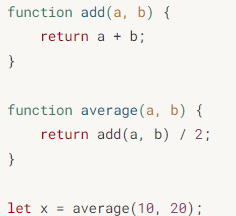 function add(a, b) {
    return a + b;
}

function average(a, b) {
    return add(a, b) / 2;
}

let x = average(10, 20);